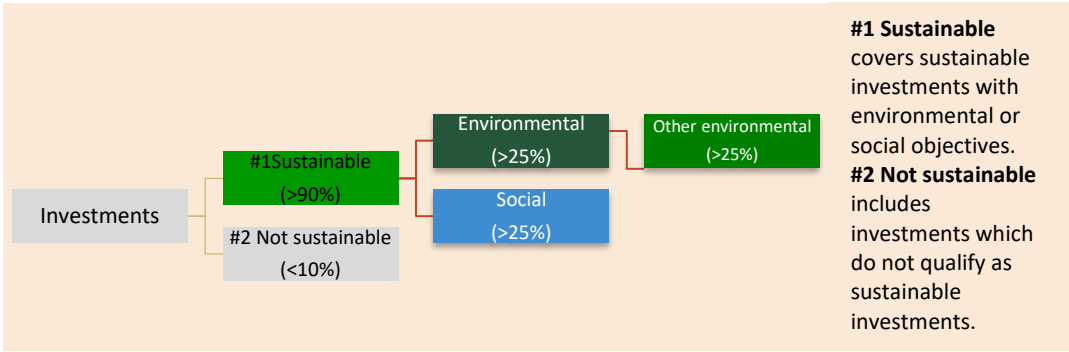 Investments
#1Sustainable
(>90%)
#2 Not sustainable
(<10%)
Environmental
(>25%)
Social
(>25%)
Other environmental
(>25%)
#1 Sustainable
covers sustainable
investments with
environmental or
social objectives.
#2 Not sustainable
includes
investments which
do not qualify as
sustainable
investments.